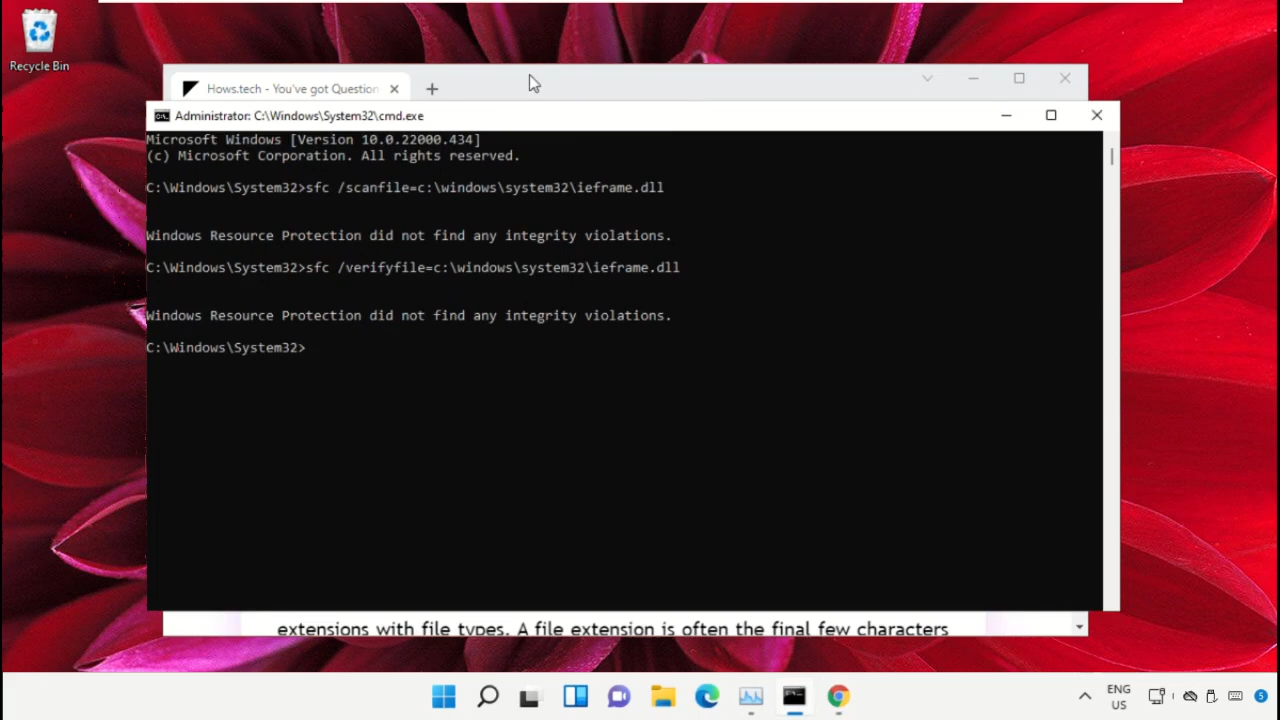 Recycle Bin
Hows.tech - You've got Question
Administrator: C:\Windows\System32\cmd.exe
Microsoft Windows [Version 10.0.22000.434]
(c) Microsoft Corporation. All rights reserved.
C:\Windows\System32>sfc /scanfile=c:\windows\system32\ieframe.dll
Windows Resource Protection did not find any integrity violations.
C:\Windows\System32>sfc /verifyfile=c:\windows\system32\ieframe.dll
Windows Resource Protection did not find any integrity violations.
C:\Windows\System32>
extensions with file types. A file extension is often the final few characters
ENG
US
5